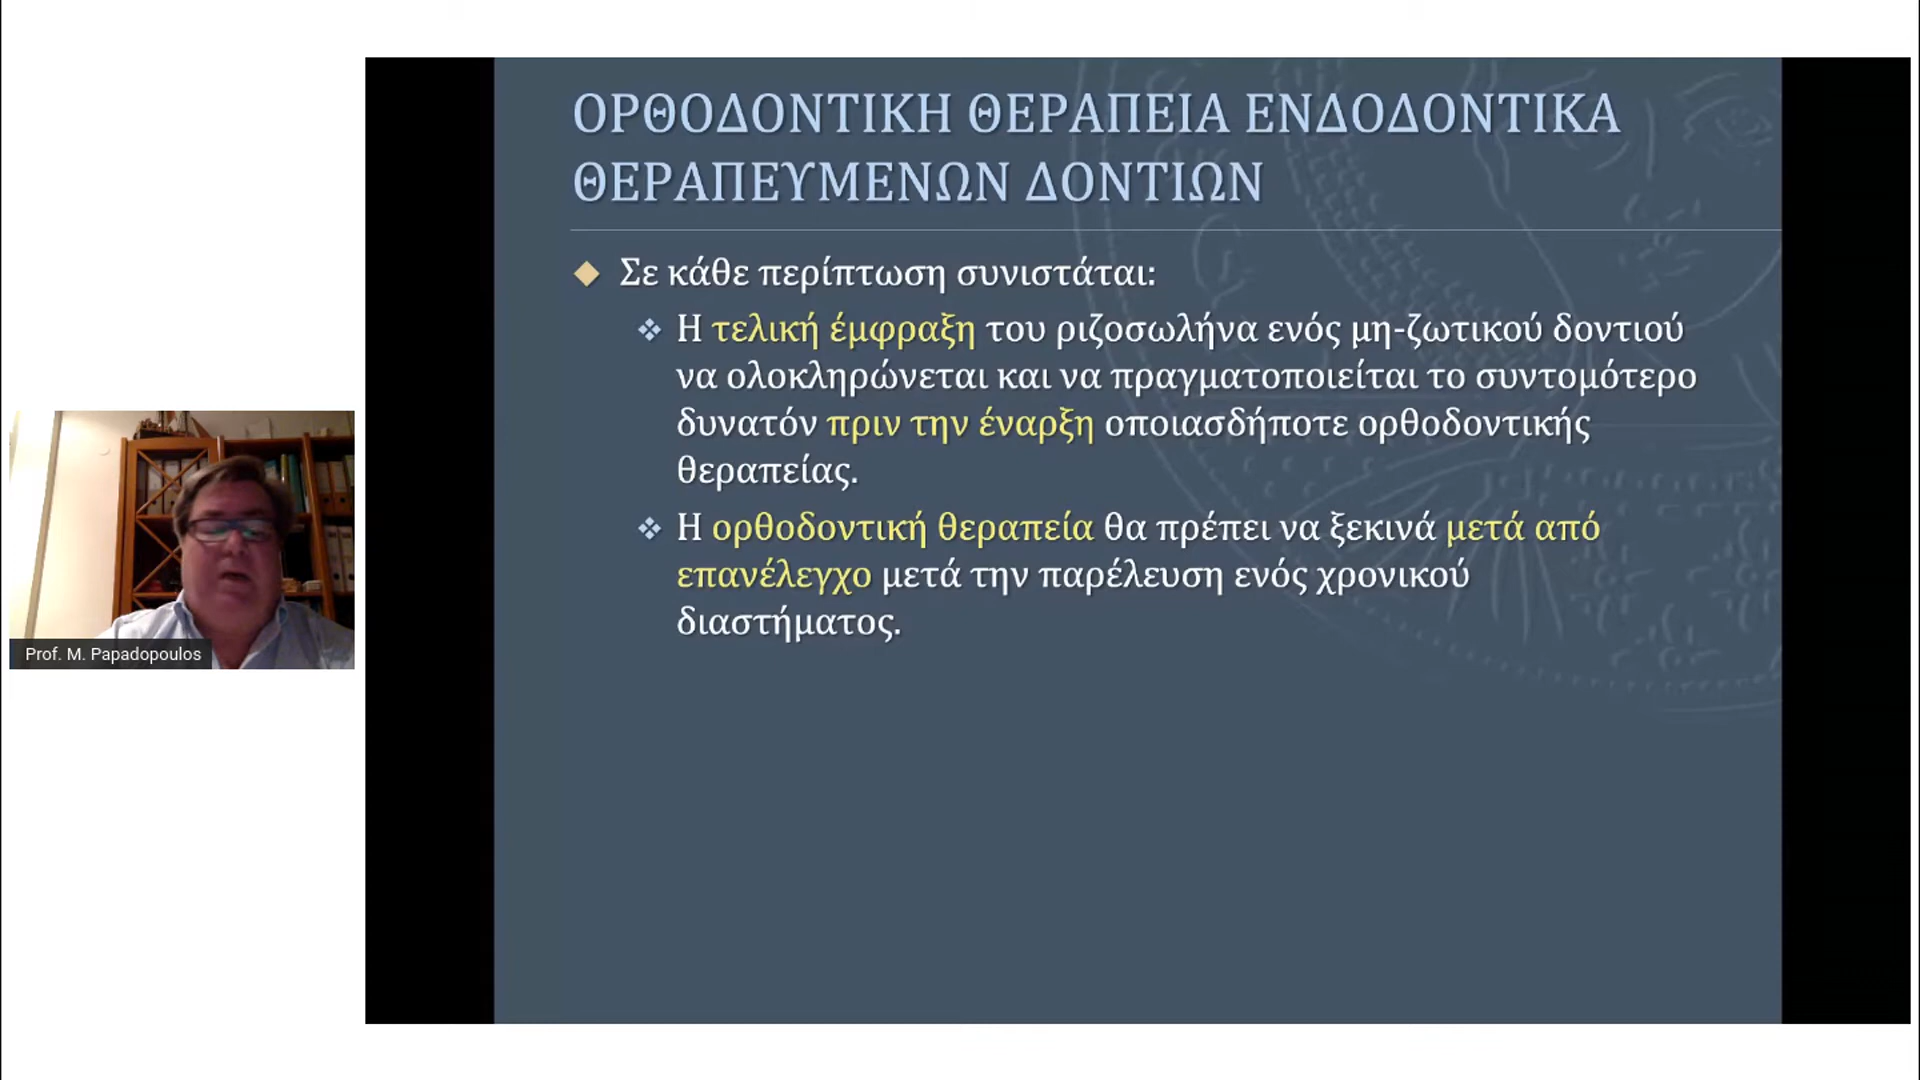 ΟΡΘΟΔΟΝΤΙΚΗ ΘΕΡΑΠΕΙΑ ΕΝΔΟΔΟΝΤΙΚΑ
ΘΕΡΑΠΕΥΜΕΝΩΝ ΔΟΝΤΙΩΝ
Σε κάθε περίπτωση συνιστάται:
Η τελική έμφραξη του ριζοσωλήνα ενός μη-ζωτικού δοντιού
να ολοκληρώνεται και να πραγματοποιείται το συντομότερο
δυνατόν πριν την έναρξη οποιασδήποτε ορθοδοντικής
θεραπείας.
Η ορθοδοντική θεραπεία θα πρέπει να ξεκινά μετά από
επανέλεγχο μετά την παρέλευση ενός χρονικού
διαστήματος.
Prof. M. Papadopoulos